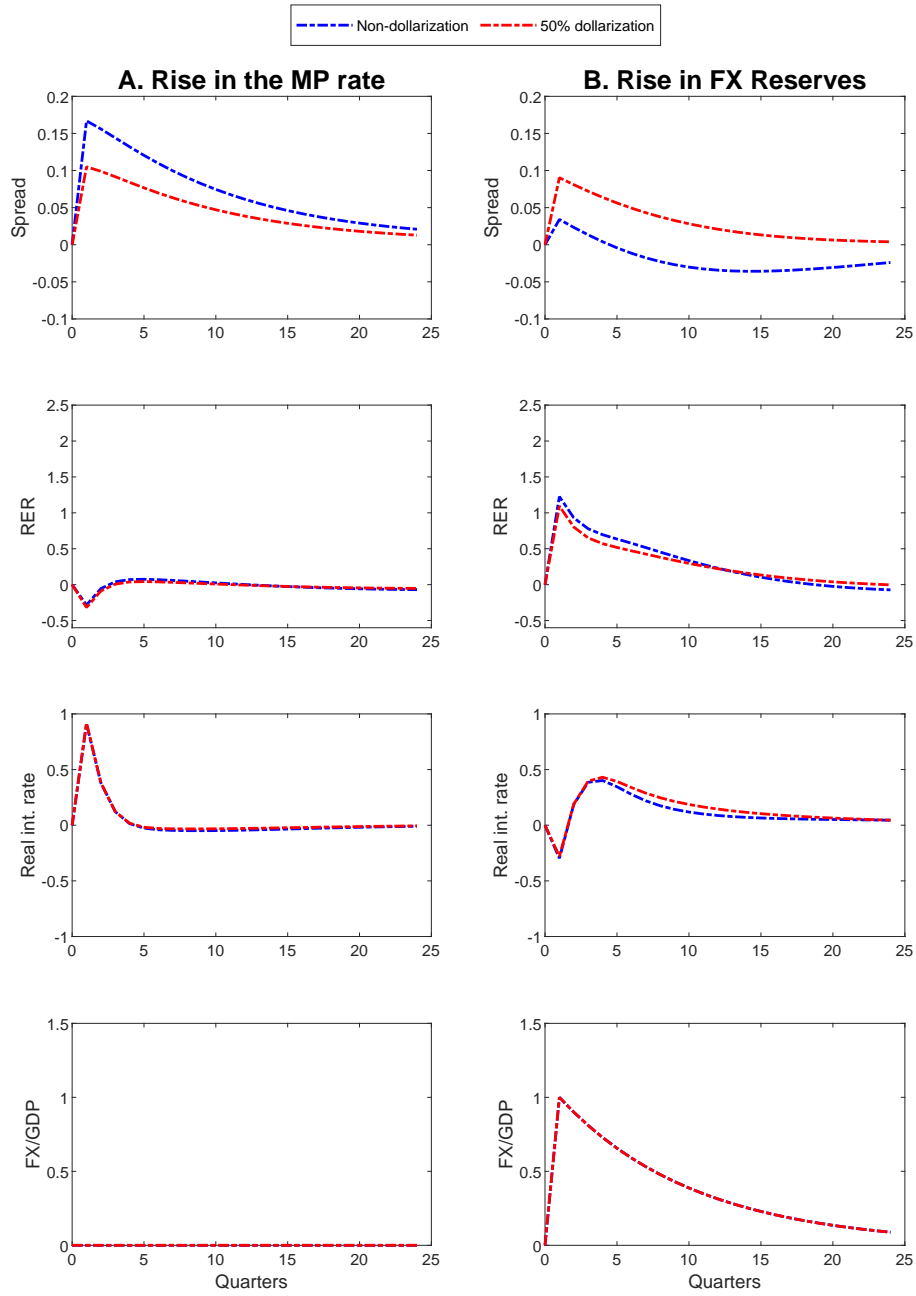 Non-dollarization 50% dollarization
A. Rise in the MP rate
B. Rise in FX Reserves
0.2
0.15
0.1
0.05
0
-0.05
-0.1
Spread
0 5 10 15 20 25
0.2
0.15
0.1
0.05
0
-0.05
-0.1
Spread
0 5 10 15 20 25
2.5
2
1.5
1
0.5
0
-0.5
RER
0 5 10 15 20 25
2.5
2
1.5
1
0.5
0
-0.5
RER
0 5 10 15 20 25
1
0.5
0
-0.5
-1
Real int. rate
0 5 10 15 20 25
1
0.5
0
-0.5
-1
Real int. rate
0 5 10 15 20 25
1.5
1
0.5
0
FX/GDP
0 5 10 15 20 25
Quarters
1.5
1
0.5
0
FX/GDP
0 5 10 15 20 25
Quarters